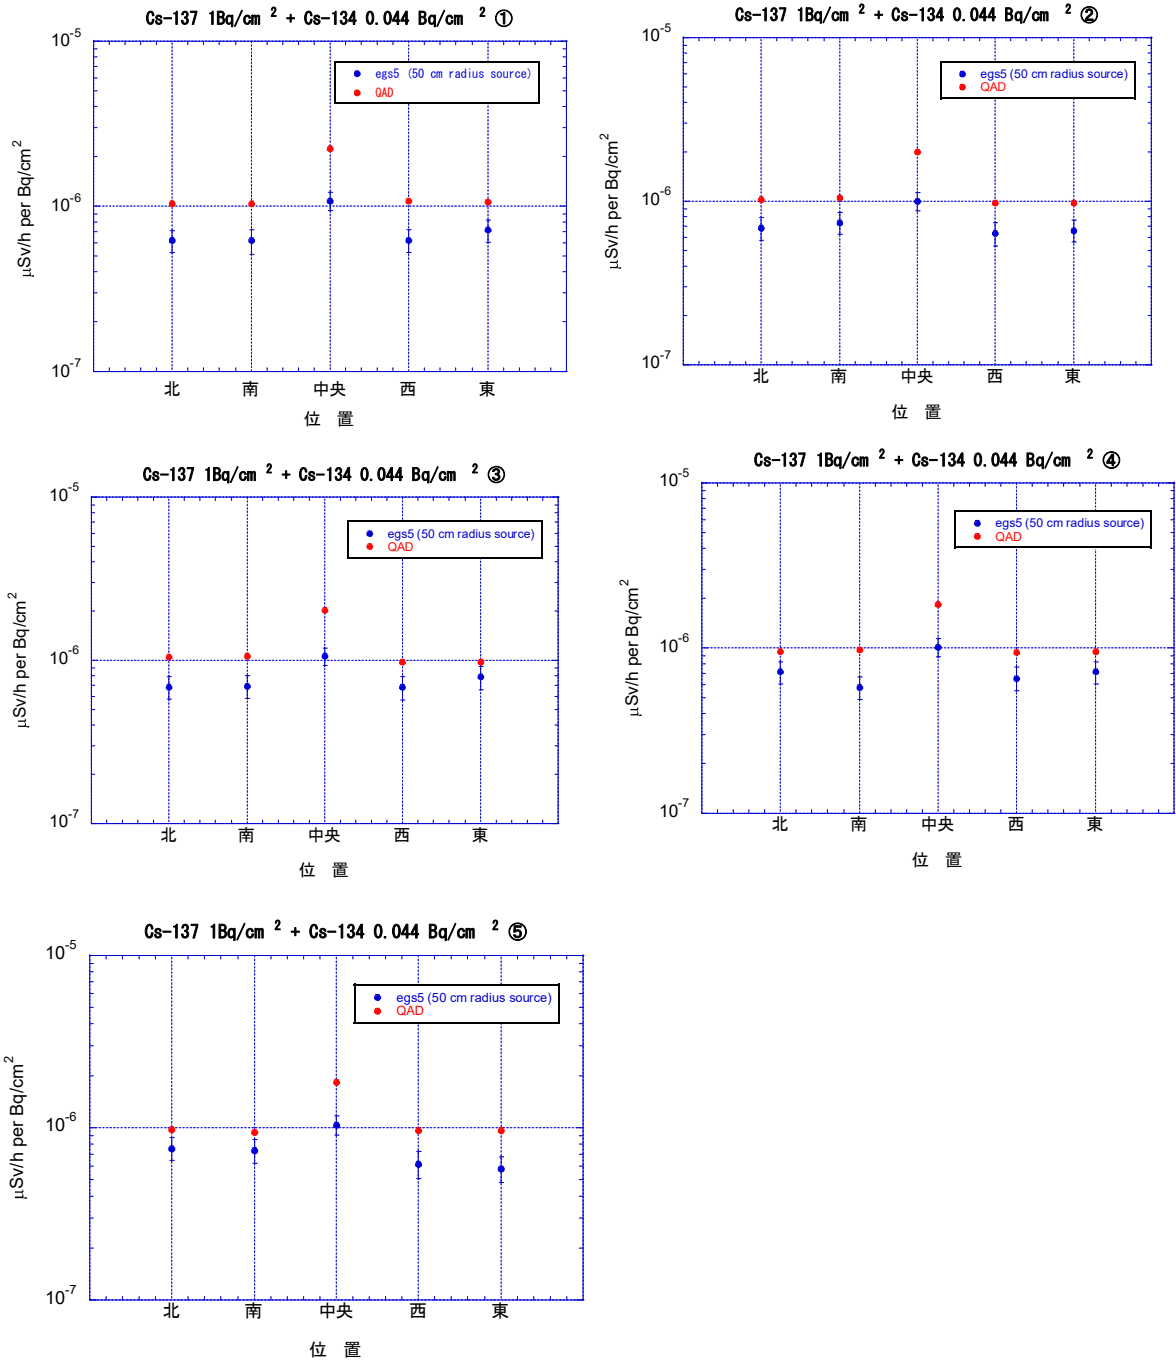 Cs-137 1Bq/cm 2 + Cs-134 0.044 Bq/cm 2 ①
10-5
egs5 (50 cm radius source)
QAD
μSv/h per Bq/cm2
10-6
10-7
北 南 中央 西 東
位 置
Cs-137 1Bq/cm 2 + Cs-134 0.044 Bq/cm 2 ②
10-5
egs5 (50 cm radius source)
QAD
μSv/h per Bq/cm2
10-6
10-7
北 南 中央 西 東
位 置
Cs-137 1Bq/cm 2 + Cs-134 0.044 Bq/cm 2 ③
10-5
egs5 (50 cm radius source)
QAD
μSv/h per Bq/cm2
10-6
10-7
北 南 中央 西 東
位 置
Cs-137 1Bq/cm 2 + Cs-134 0.044 Bq/cm 2 ④
10-5
egs5 (50 cm radius source)
QAD
μSv/h per Bq/cm2
10-6
10-7
北 南 中央 西 東
位 置
Cs-137 1Bq/cm 2 + Cs-134 0.044 Bq/cm 2 ⑤
10-5
egs5 (50 cm radius source)
QAD
μSv/h per Bq/cm2
10-6
10-7
北 南 中央 西 東
位 置